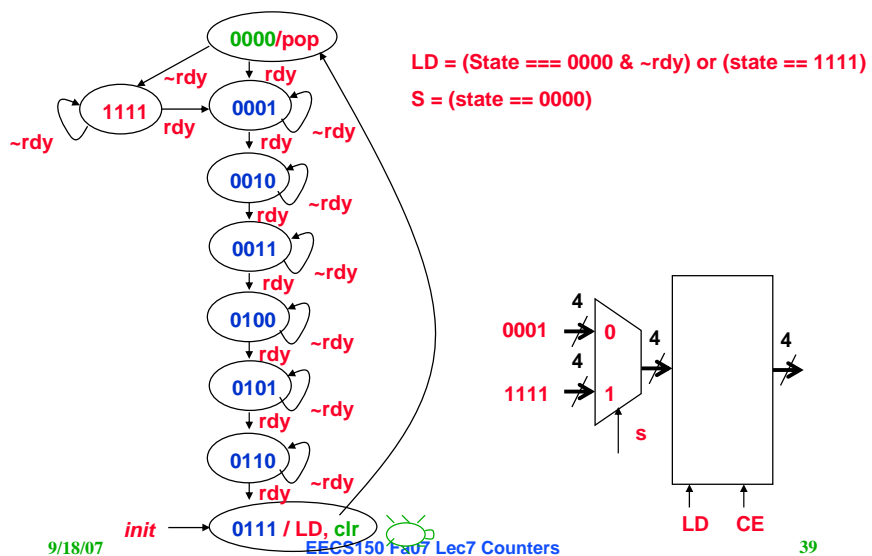 0000/pop
LD = (State === 0000 & ~rdy) or (state == 1111)
S = (state == 0000)
~rdy
rdy
1111
rdy
0001
~rdy
~rdy
rdy
0010
~rdy
rdy
0011
~rdy
rdy
0100
~rdy
rdy
0101
~rdy
rdy
0110
~rdy
rdy
init
0111 / LD, clr
4
0001
0
4
1111
1
4
s
4
LD
CE
9/18/07
EECS150 Fa07 Lec7 Counters
39